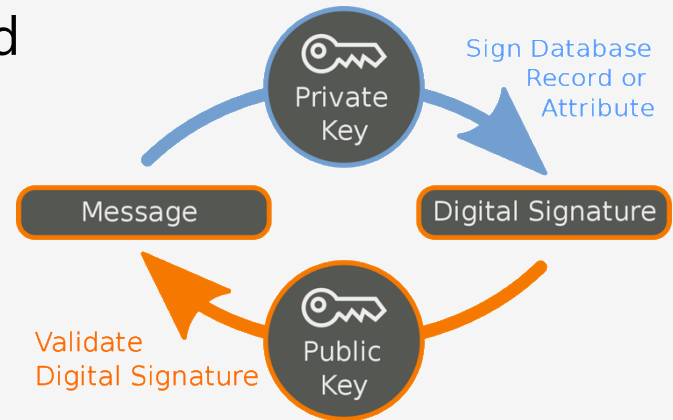 d
Private
Key
Sign Database
Record or
Attribute
Message
Digital Signature
Public
Key
Validate
Digital Signature